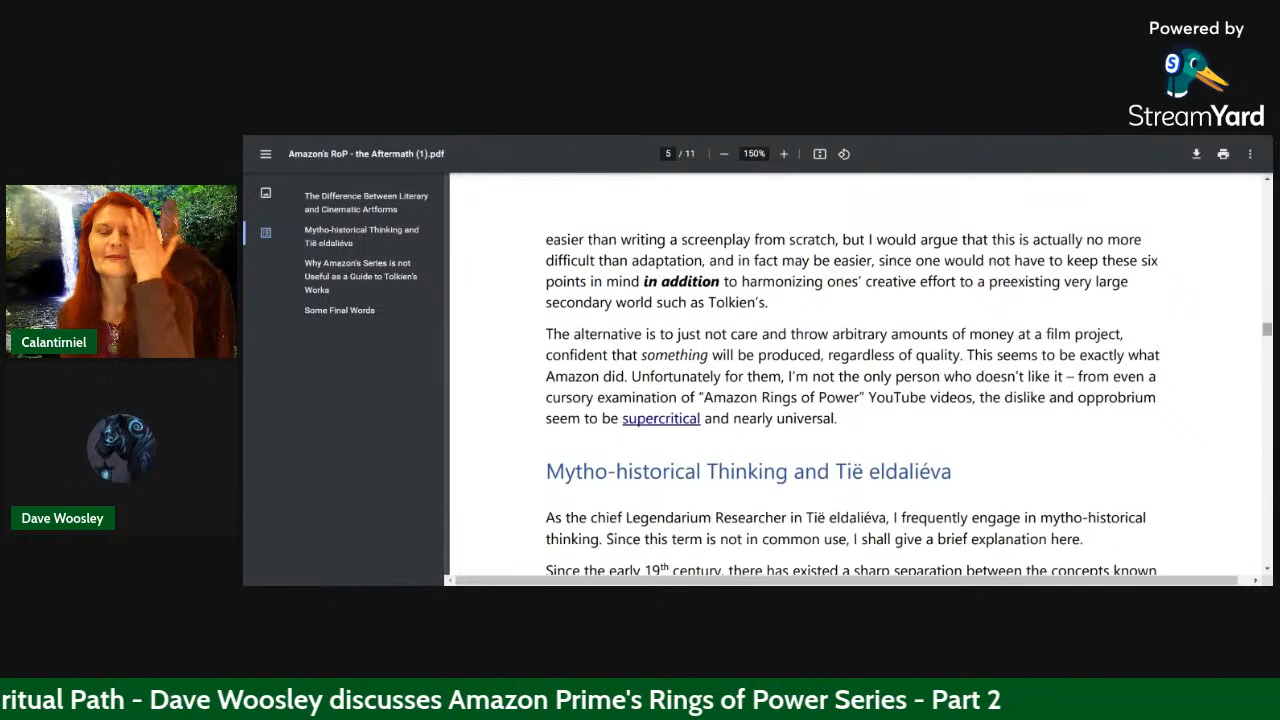 Powered by
S
StreamYard
Amazon's RoP - the Aftermath (1).pdf
5 / 11
150%
The Difference Between Literary
and Cinematic Artforms
Mytho-historical Thinking and
Tië eldaliéva
Why Amazon's Series is not
Useful as a Guide to Tolkien's
Works
Some Final Words
easier than writing a screenplay from scratch, but I would argue that this is actually no more
difficult than adaptation, and in fact may be easier, since one would not have to keep these six
points in mind in addition to harmonizing ones' creative effort to a preexisting very large
secondary world such as Tolkien's.
The alternative is to just not care and throw arbitrary amounts of money at a film project,
confident that something will be produced, regardless of quality. This seems to be exactly what
Amazon did. Unfortunately for them, I'm not the only person who doesn't like it – from even a
cursory examination of "Amazon Rings of Power" YouTube videos, the dislike and opprobrium
seem to be supercritical and nearly universal.
Mytho-historical Thinking and Tië eldaliéva
As the chief Legendarium Researcher in Tië eldaliéva, I frequently engage in mytho-historical
thinking. Since this term is not in common use, I shall give a brief explanation here.
Since the early 19th century, there has existed a sharp separation between the concepts known
Calantirniel
Dave Woosley
ritual Path - Dave Woosley discusses Amazon Prime's Rings of Power Series - Part 2